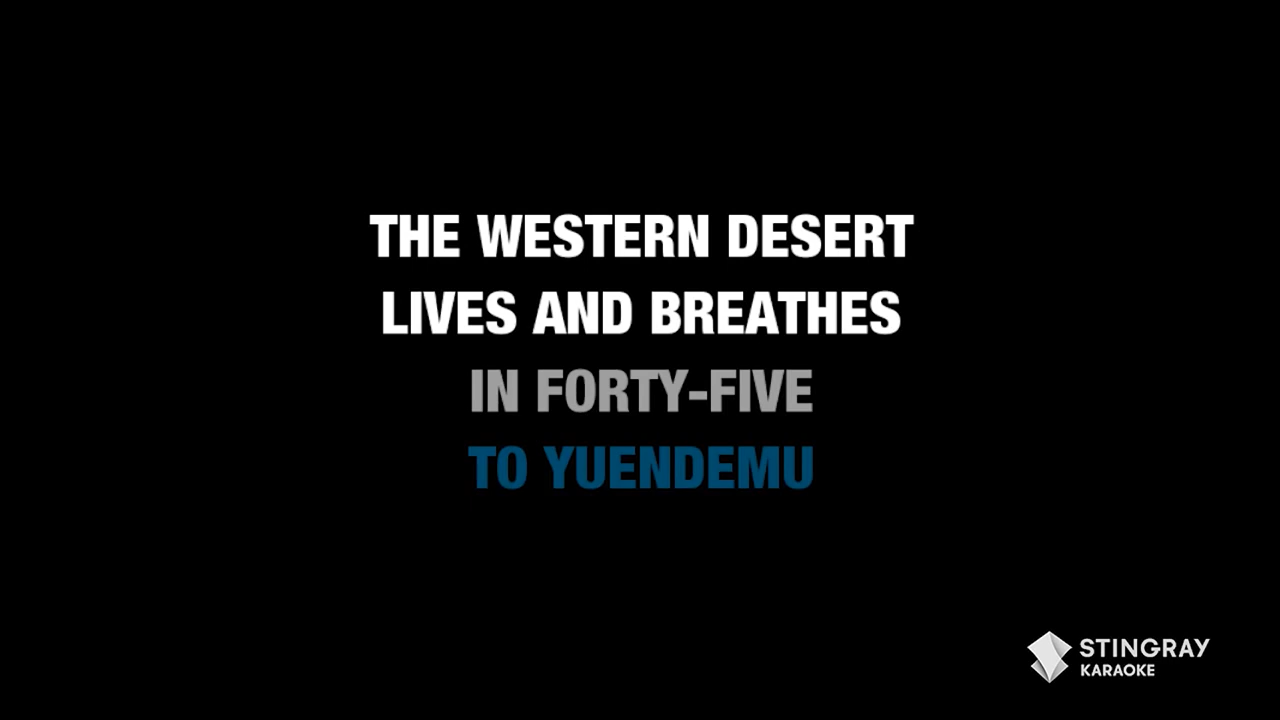 THE WESTERN DESERT
LIVES AND BREATHES
IN FORTY-FIVE
TO YUENDEMU
STINGRAY
KARAOKE